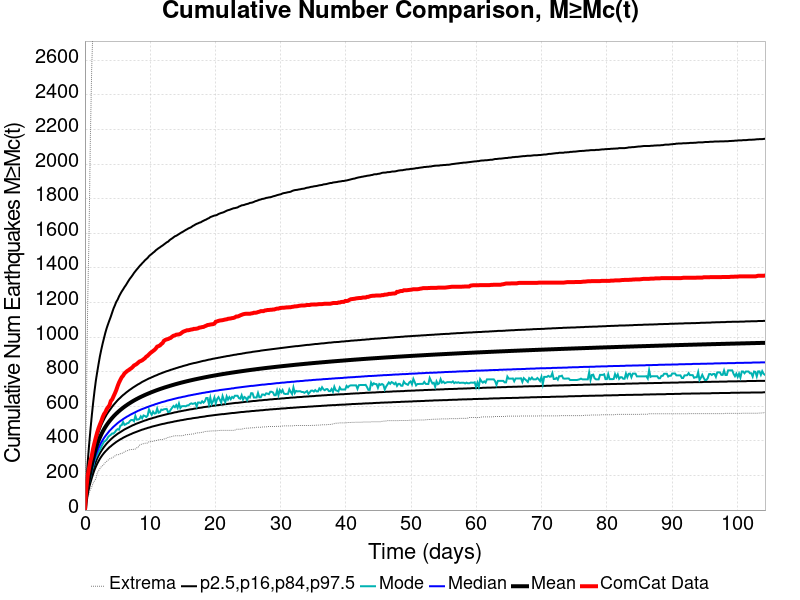 Cumulative Number Comparison, M≥Mc(t)
Cumulative Num Earthquakes M≥Mc(t)
2600
2400
2200
2000
1800
1600
1400
1200
1000
800
600
400
200
0
0 10 20 30 40 50 60 70 80 90 100
Time (days)
Extrema p2.5,p16,p84,p97.5 Mode Median Mean ComCat Data